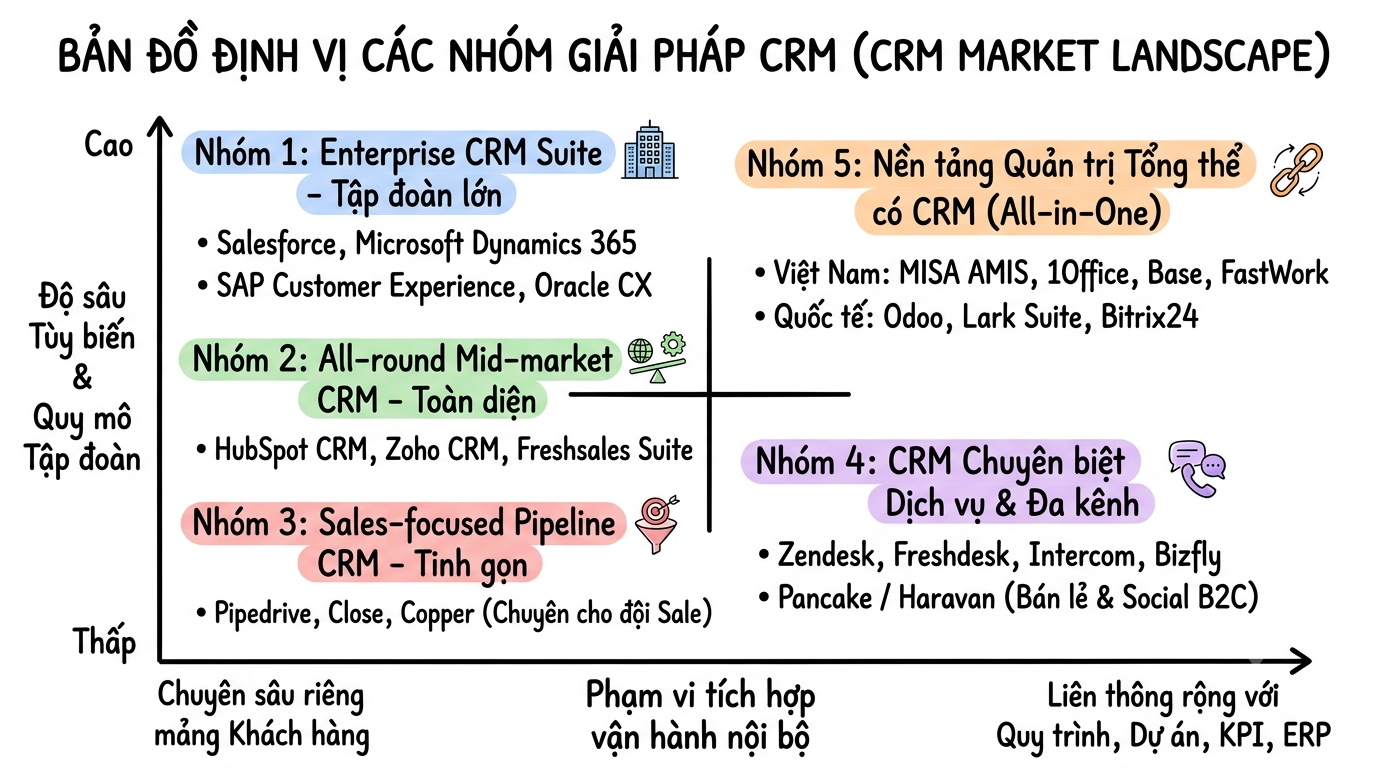 BẢN ĐỒ ĐỊNH VỊ CÁC NHÓM GIẢI PHÁP CRM (CRM MARKET LANDSCAPE)
Cao
Độ sâu
Tùy biến
&
Quy mô
Tập đoàn
Thấp
Nhóm 1: Enterprise CRM Suite
– Tập đoàn lớn
• Salesforce, Microsoft Dynamics 365
• SAP Customer Experience, Oracle CX
Nhóm 2: All-round Mid-market
CRM – Toàn diện
• HubSpot CRM, Zoho CRM, Freshsales Suite
Nhóm 3: Sales-focused Pipeline
CRM – Tinh gọn
• Pipedrive, Close, Copper (Chuyên cho đội Sale)
Nhóm 5: Nền tảng Quản trị Tổng thể
có CRM (All-in-One)
• Việt Nam: MISA AMIS, 1Office, Base, FastWork
• Quốc tế: Odoo, Lark Suite, Bitrix24
Nhóm 4: CRM Chuyên biệt
Dịch vụ & Đa kênh
• Zendesk, Freshdesk, Intercom, Bizfly
• Pancake / Haravan (Bán lẻ & Social B2C)
Chuyên sâu riêng
mảng Khách hàng
Phạm vi tích hợp
vận hành nội bộ
Liên thông rộng với
Quy trình, Dự án, KPI, ERP